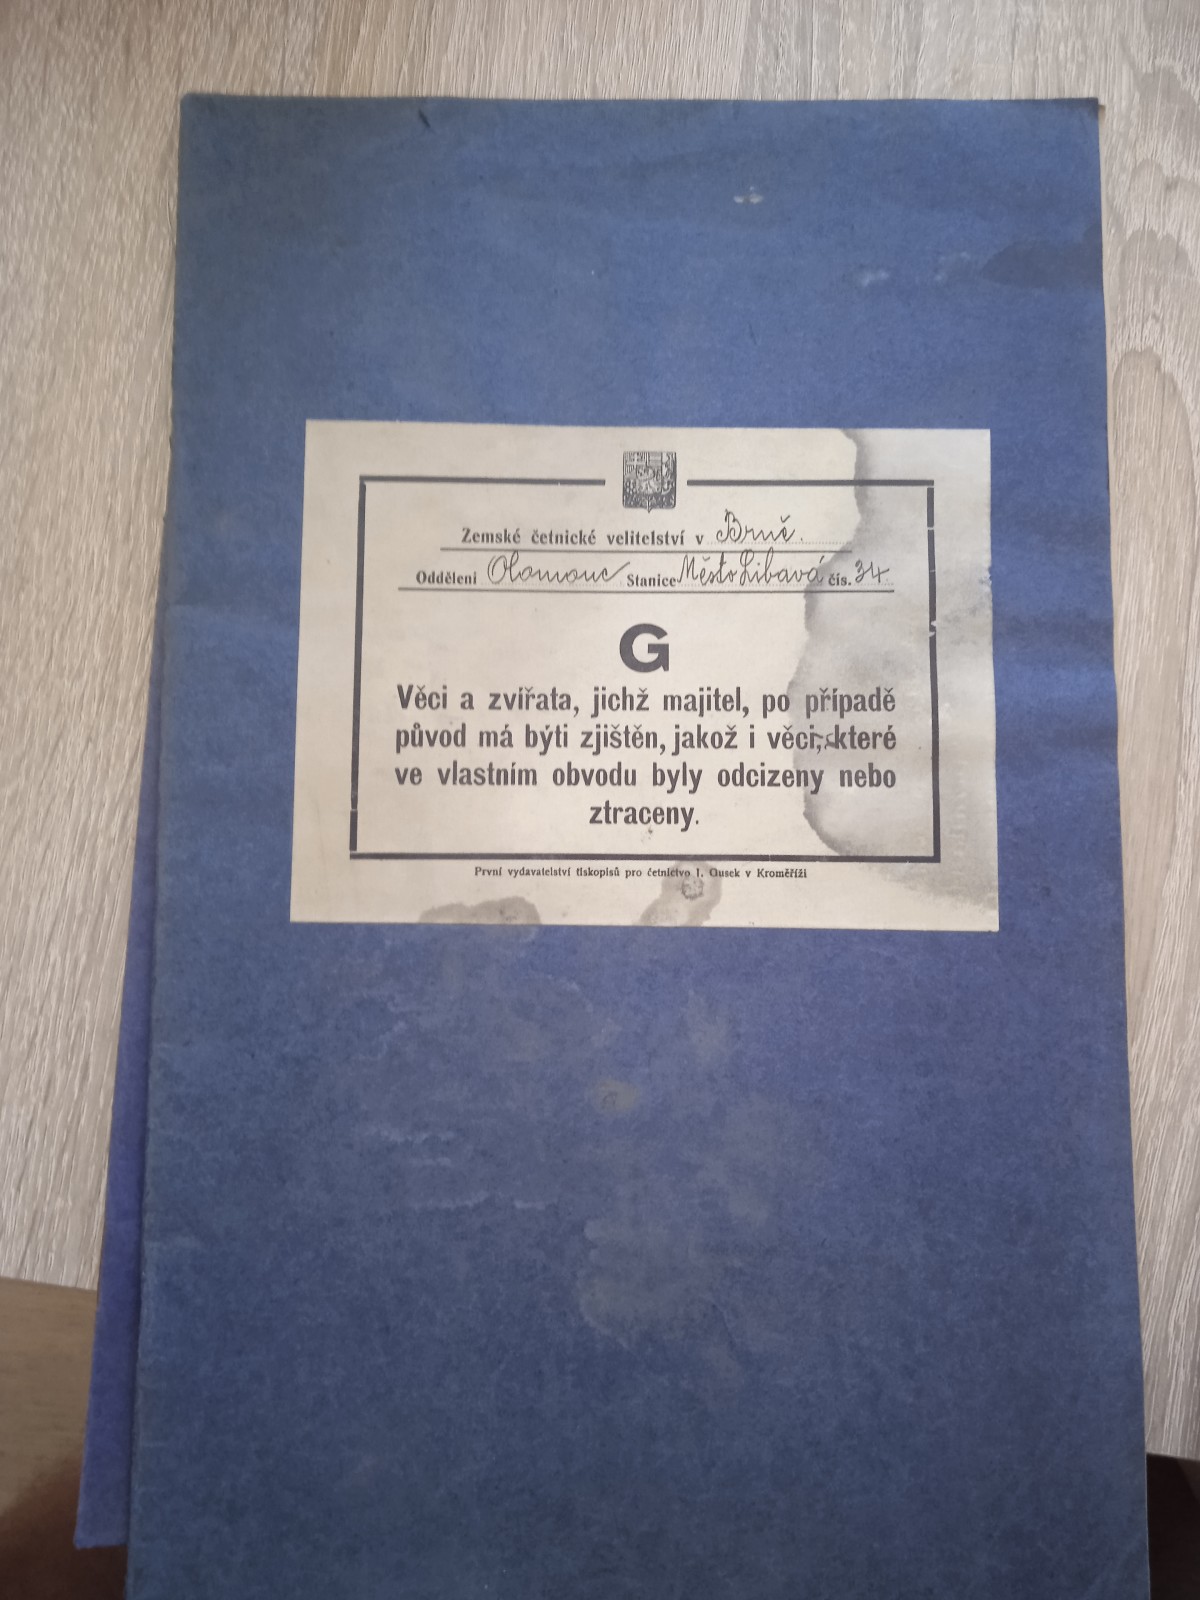 Zemské četnické velitelství v Brně.
Oddělení Olomouc Stanice Město Libavá čís. 34.
G
Věci a zvířata, jichž majitel, po případě
původ má býti zjištěn, jakož i věci, které
ve vlastním obvodu byly odcizeny nebo
ztraceny.
První vydavatelství tiskopisů pro četnictvo I. Gusek v Kroměříži